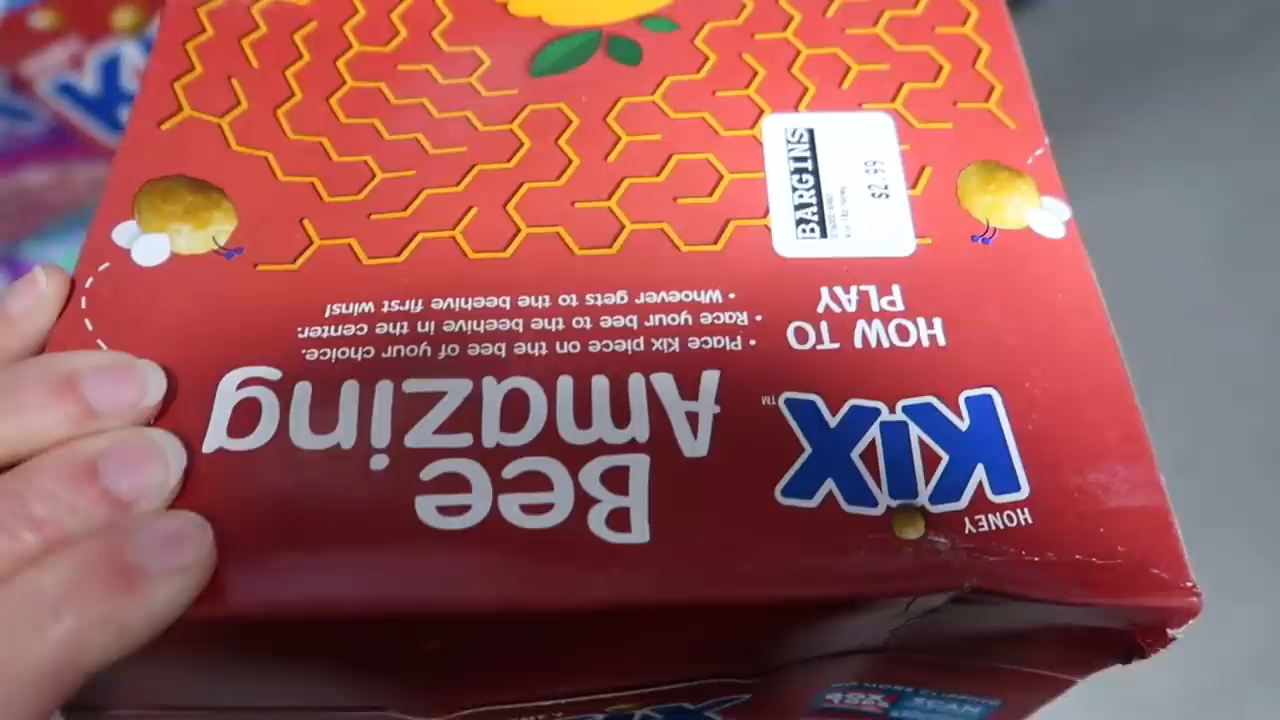 HONEY
KiX™
Bee
Amazing
HOW TO
PLAY
• Place Kix piece on the bee of your choice.
• Race your bee to the beehive in the center.
• Whoever gets to the beehive first wins!
BARGINS
$2.99